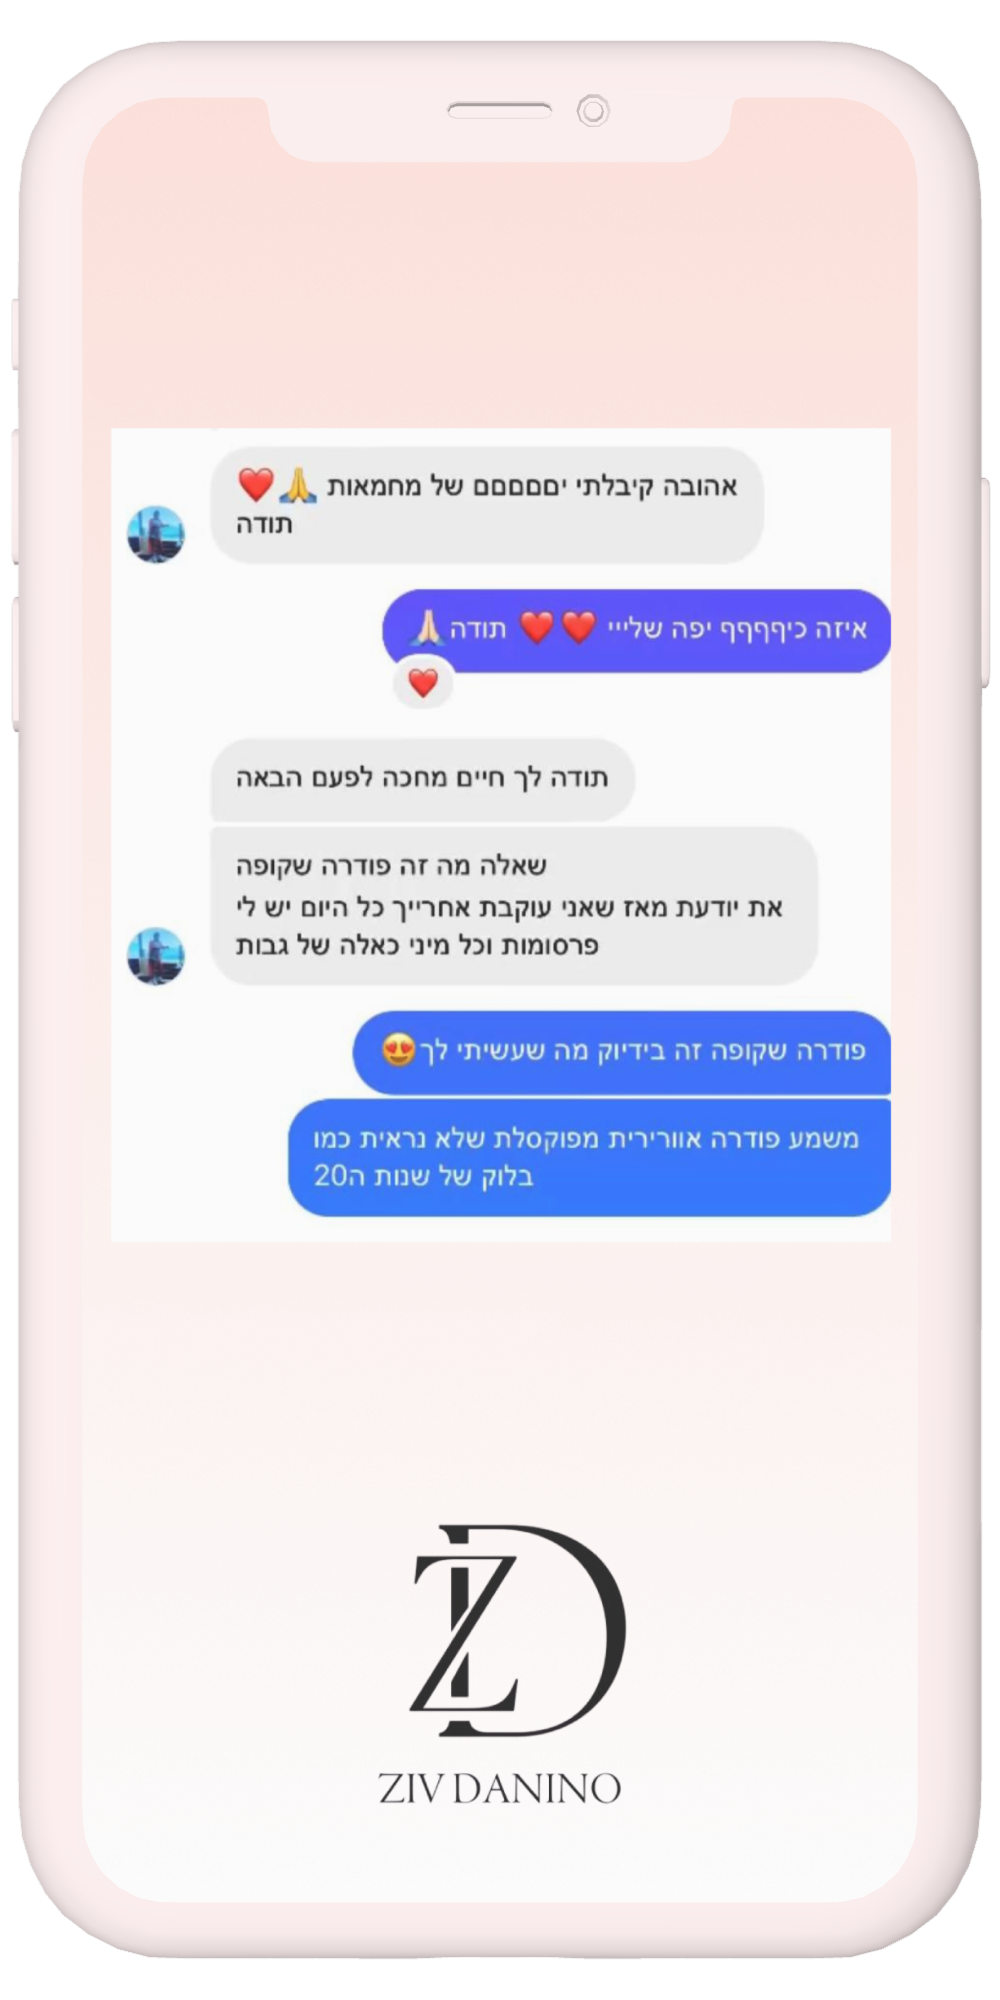 אהובה קיבלתי יםםםםם של מחמאות 🙏❤️
תודה
איזה כיףףףף יפה שלייי ❤️❤️ תודה🙏🏻
❤️
תודה לך חיים מחכה לפעם הבאה
שאלה מה זה פודרה שקופה
את יודעת מאז שאני עוקבת אחרייך כל היום יש לי
פרסומות וכל מיני כאלה של גבות
פודרה שקופה זה בידיוק מה שעשיתי לך😍
משמע פודרה אוורירית מפוקסלת שלא נראית כמו
בלוק של שנות ה20
ZD
ZIV DANINO